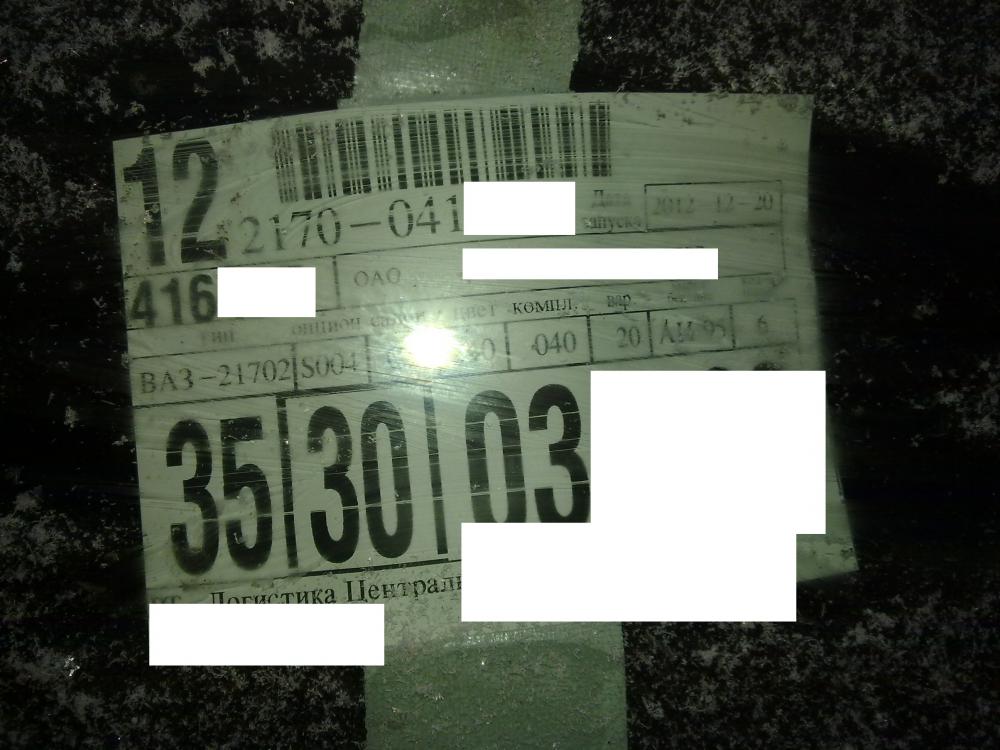 12
2170-041
Дата
запуска
2012-12-20
416
ОАО
тип опцион салон цвет компл. вар.
ВАЗ-21702 S004 040 20 Аи-95 6
35 30 03
Логистика